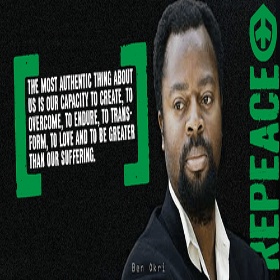 THE MOST AUTHENTIC THING ABOUT
US IS OUR CAPACITY TO CREATE, TO
OVERCOME, TO ENDURE, TO TRANS-
FORM, TO LOVE AND TO BE GREATER
THAN OUR SUFFERING.
Ben Okri
REPEACE